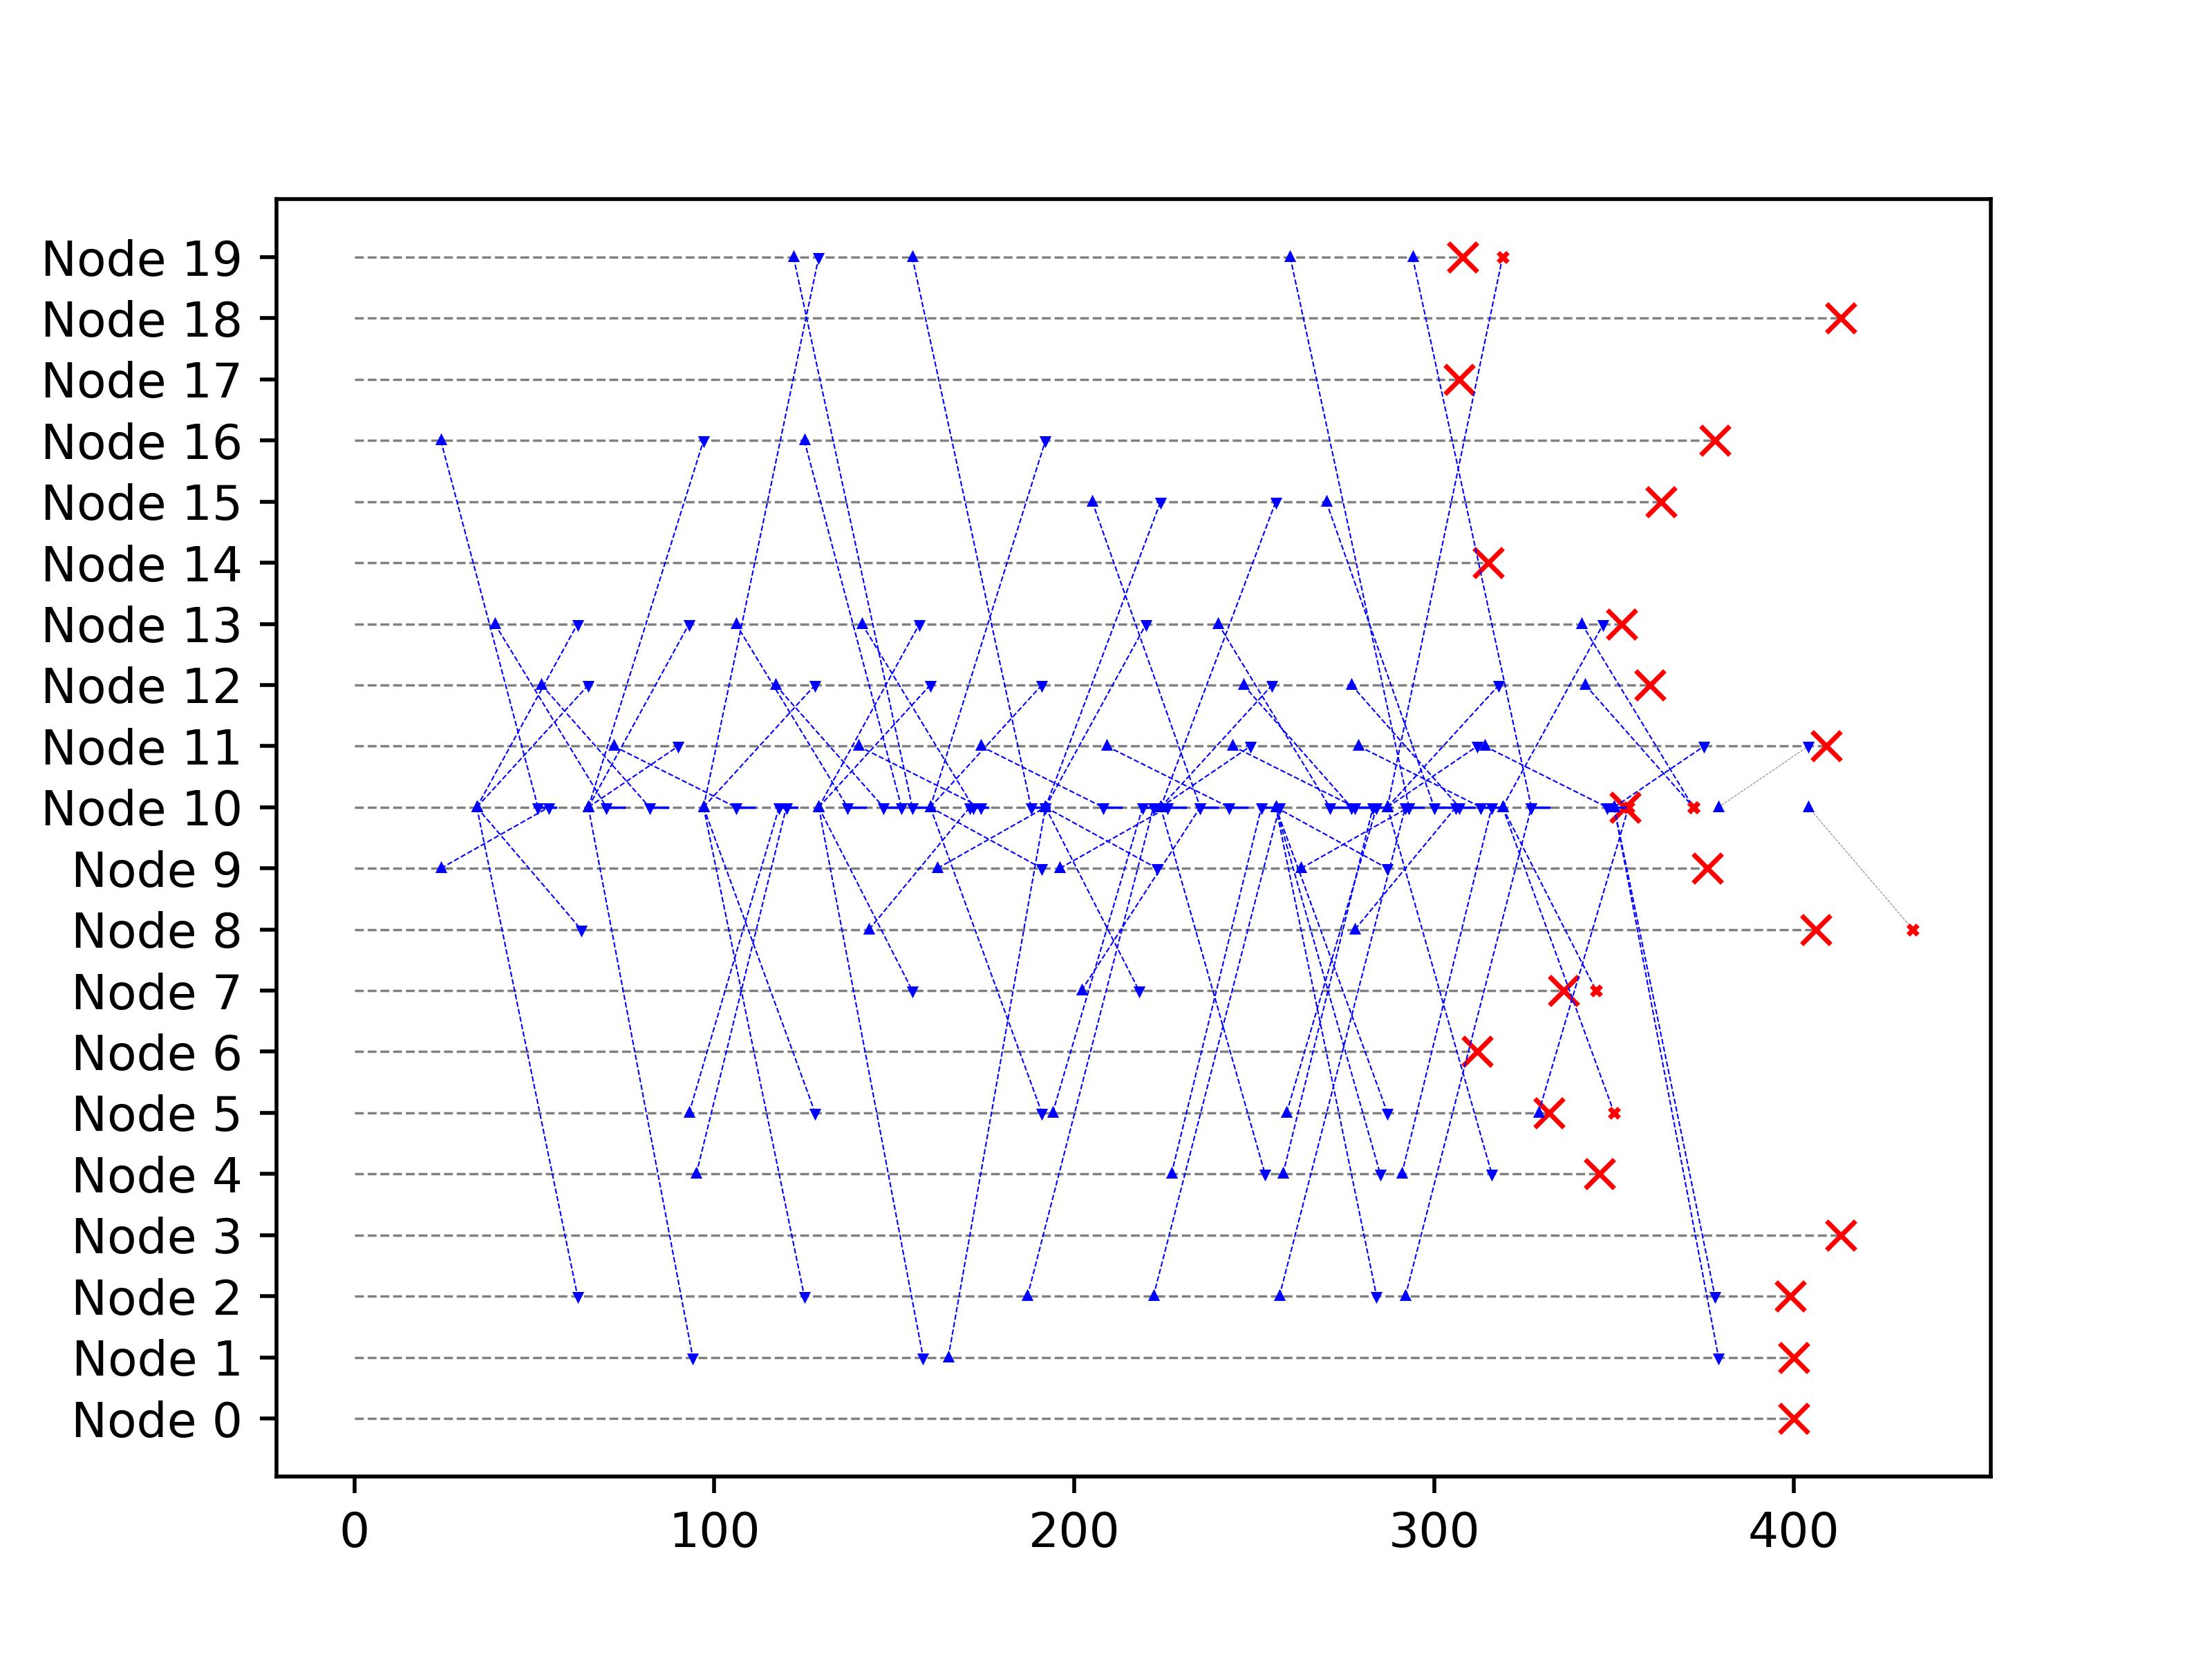 Node 19
Node 18
Node 17
Node 16
Node 15
Node 14
Node 13
Node 12
Node 11
Node 10
Node 9
Node 8
Node 7
Node 6
Node 5
Node 4
Node 3
Node 2
Node 1
Node 0
0 100 200 300 400